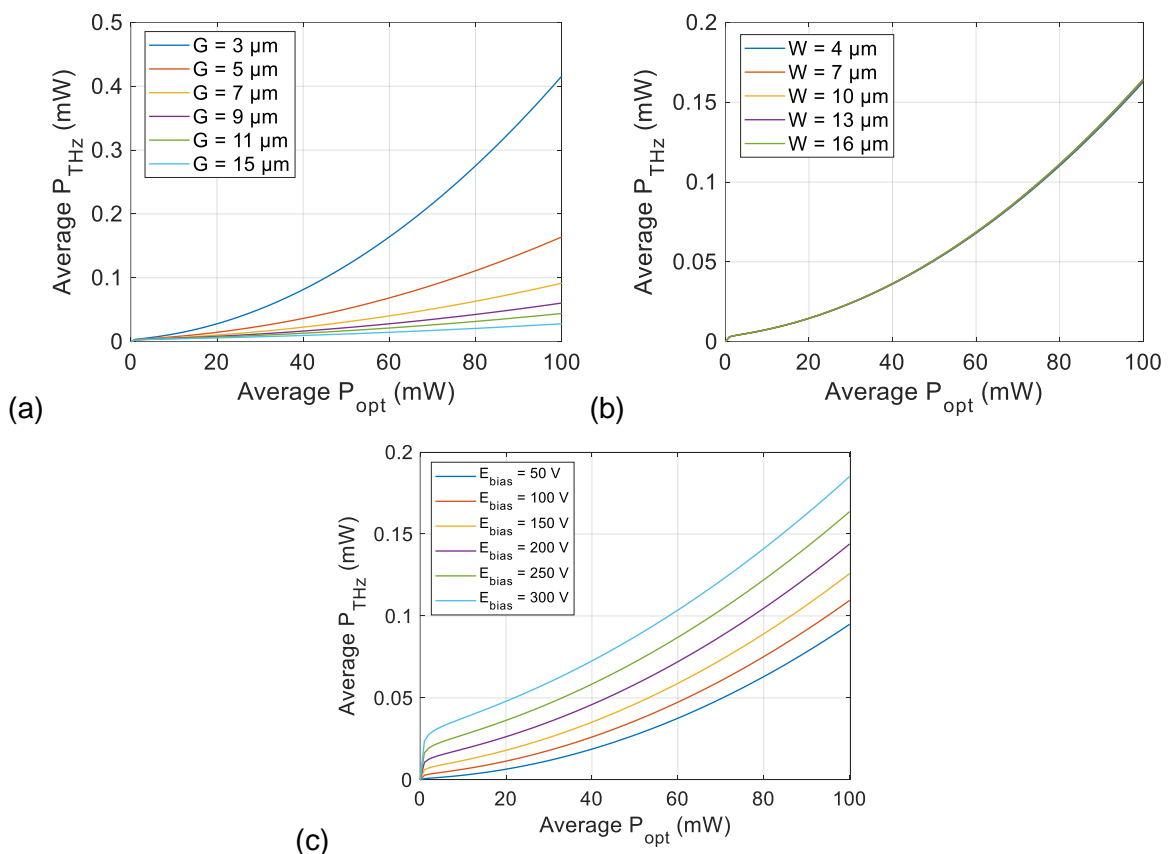 0.5
0.4
0.3
0.2
0.1
0
Average P_THz (mW)
G = 3 µm
G = 5 µm
G = 7 µm
G = 9 µm
G = 11 µm
G = 15 µm
0 20 40 60 80 100
Average P_opt (mW)
(a)
0.2
0.15
0.1
0.05
0
Average P_THz (mW)
W = 4 µm
W = 7 µm
W = 10 µm
W = 13 µm
W = 16 µm
0 20 40 60 80 100
Average P_opt (mW)
(b)
0.2
0.15
0.1
0.05
0
Average P_THz (mW)
E_bias = 50 V
E_bias = 100 V
E_bias = 150 V
E_bias = 200 V
E_bias = 250 V
E_bias = 300 V
0 20 40 60 80 100
Average P_opt (mW)
(c)